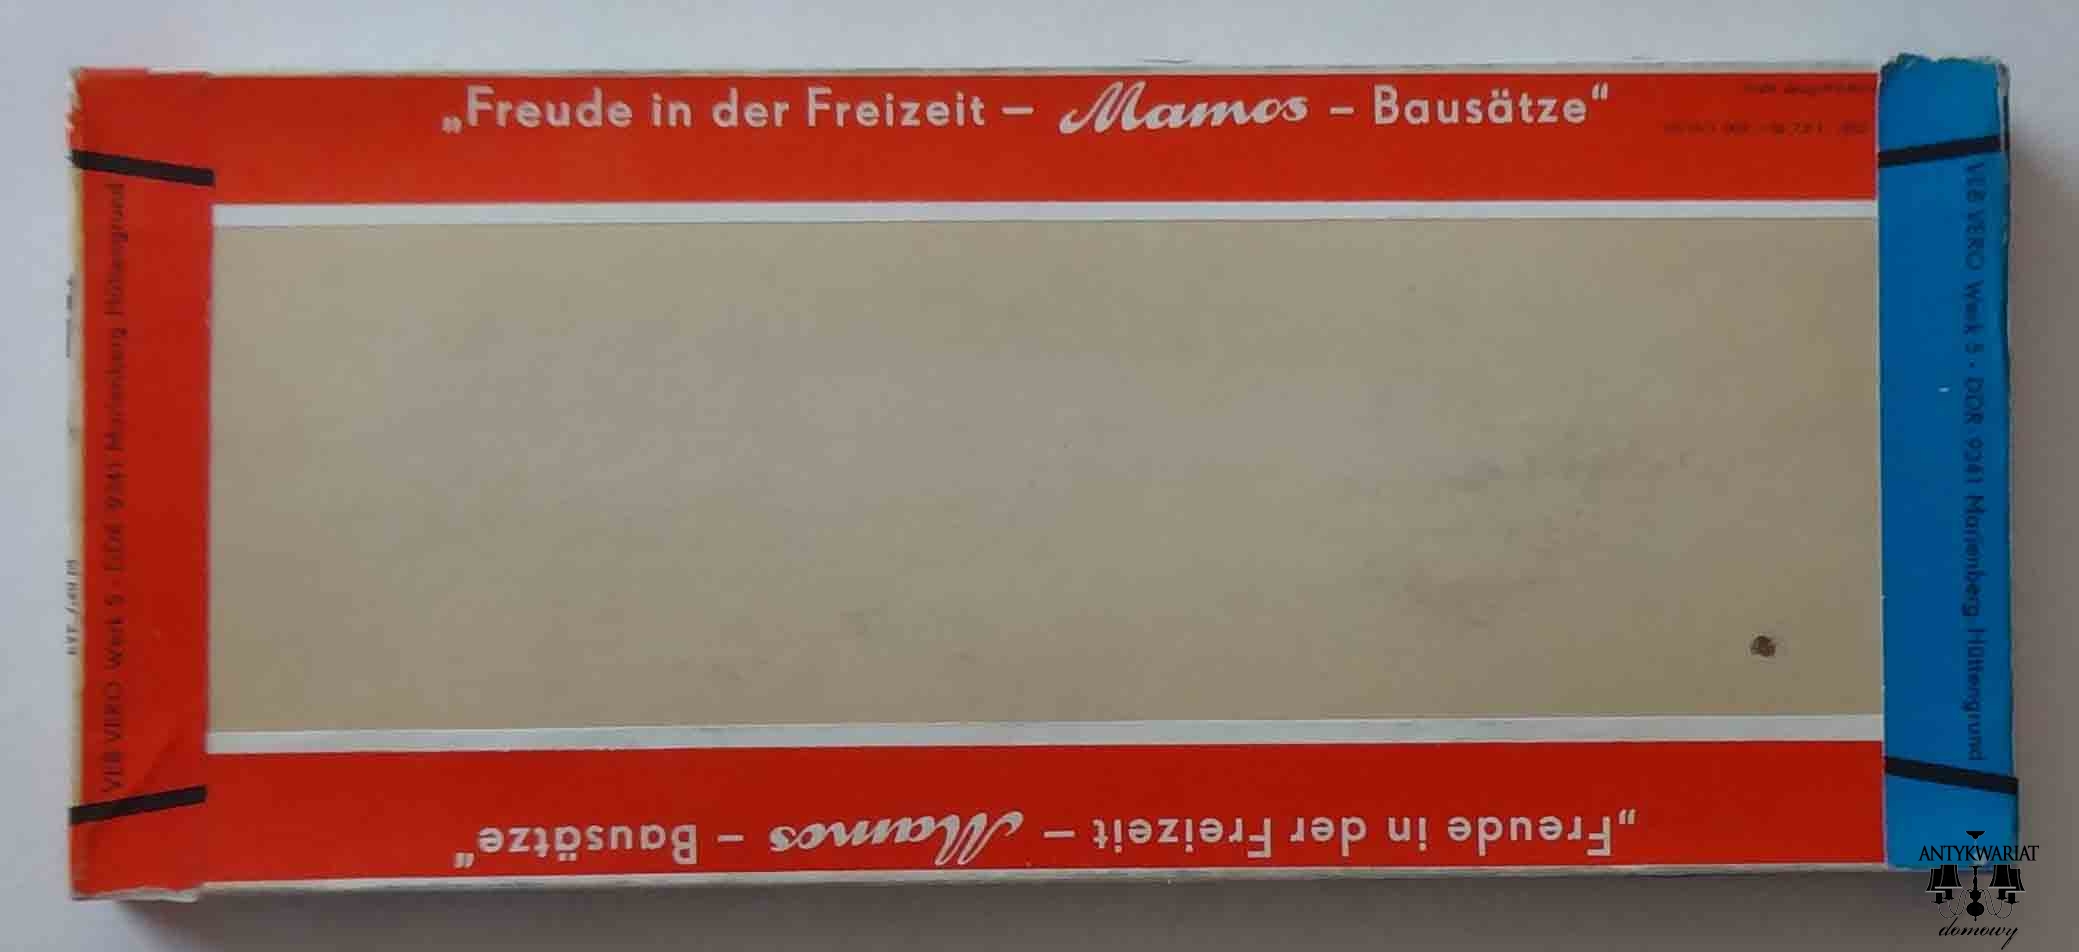 „Freude in der Freizeit – Mamos – Bausätze“
VEB VERO Werk 5 · DDR 9341 Marienberg, Hüttengrund
VEB VERO Werk 5 · DDR 9341 Marienberg, Hüttengrund
„Freude in der Freizeit – Mamos – Bausätze“
ANTYKWARIAT
domowy